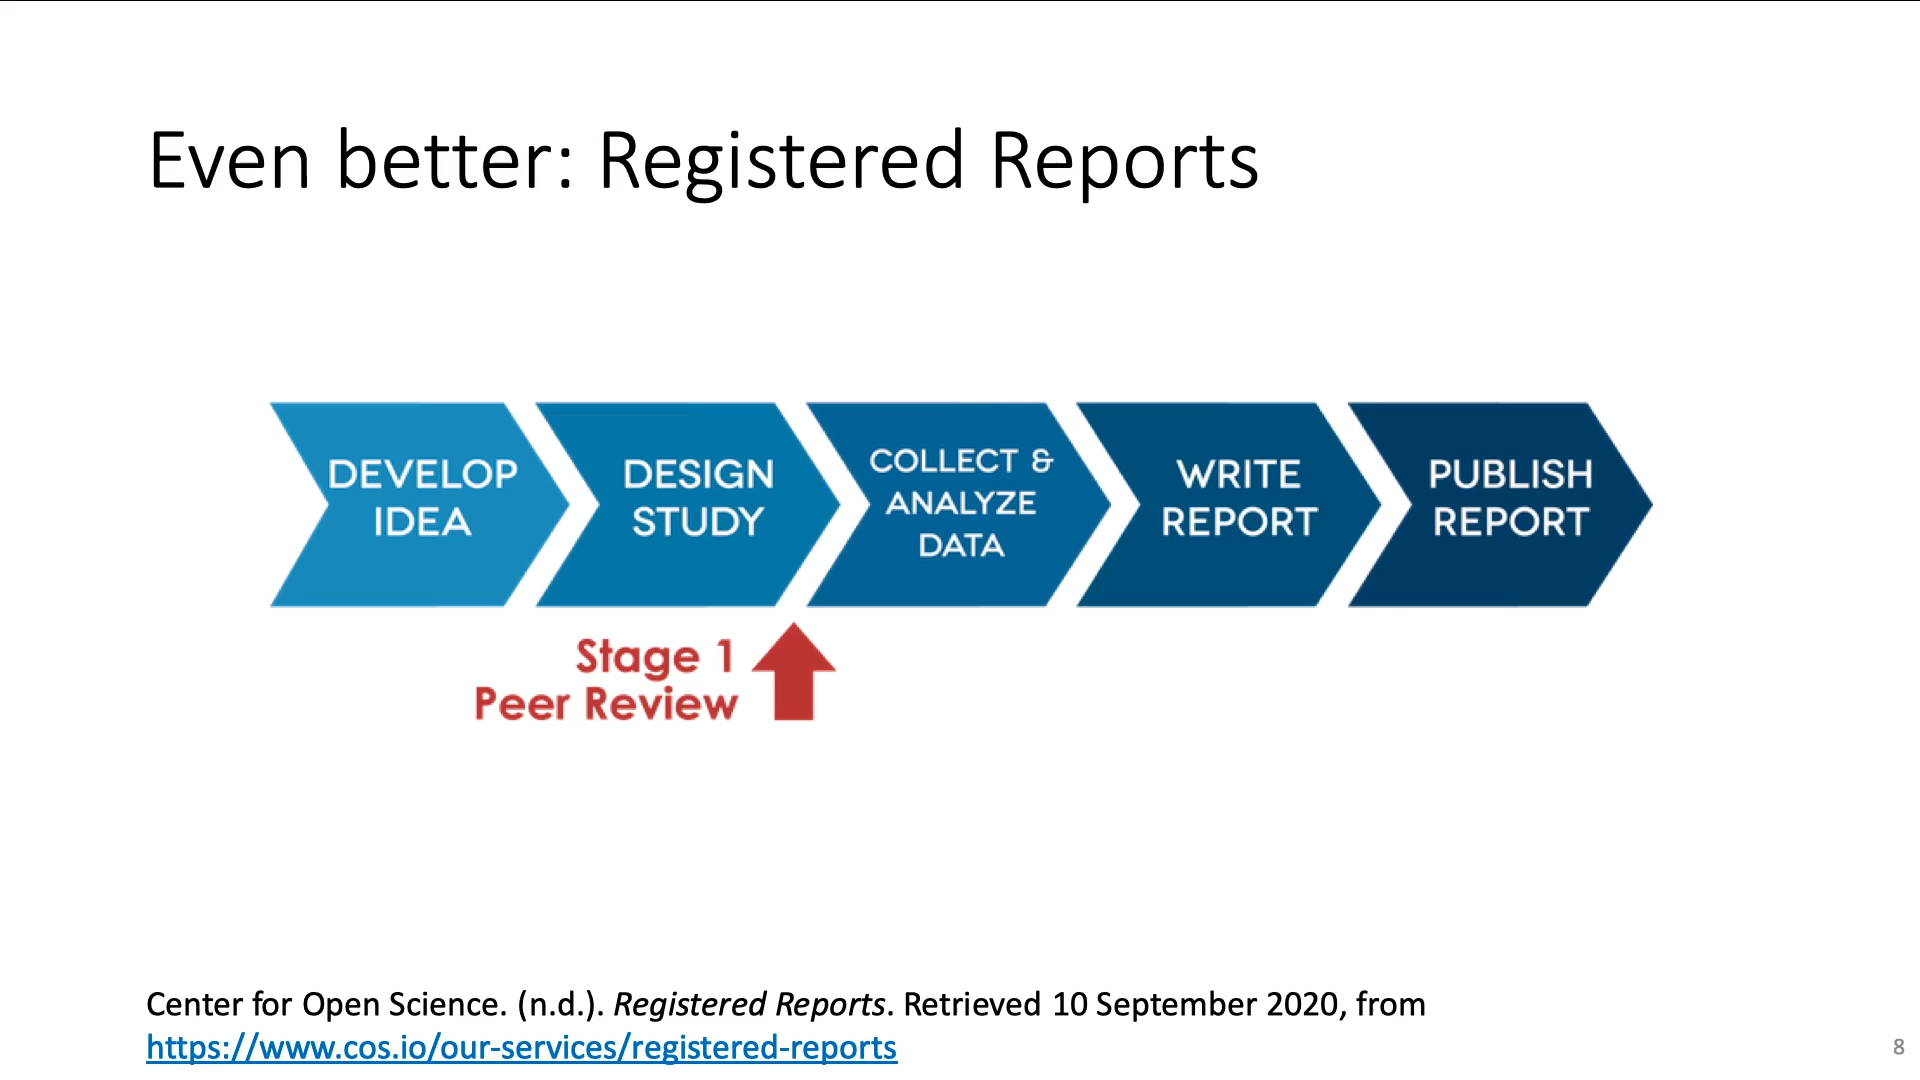 Even better: Registered Reports
DEVELOP
IDEA
DESIGN
STUDY
COLLECT &
ANALYZE
DATA
WRITE
REPORT
PUBLISH
REPORT
Stage 1
Peer Review
Center for Open Science. (n.d.). Registered Reports. Retrieved 10 September 2020, from
https://www.cos.io/our-services/registered-reports
8